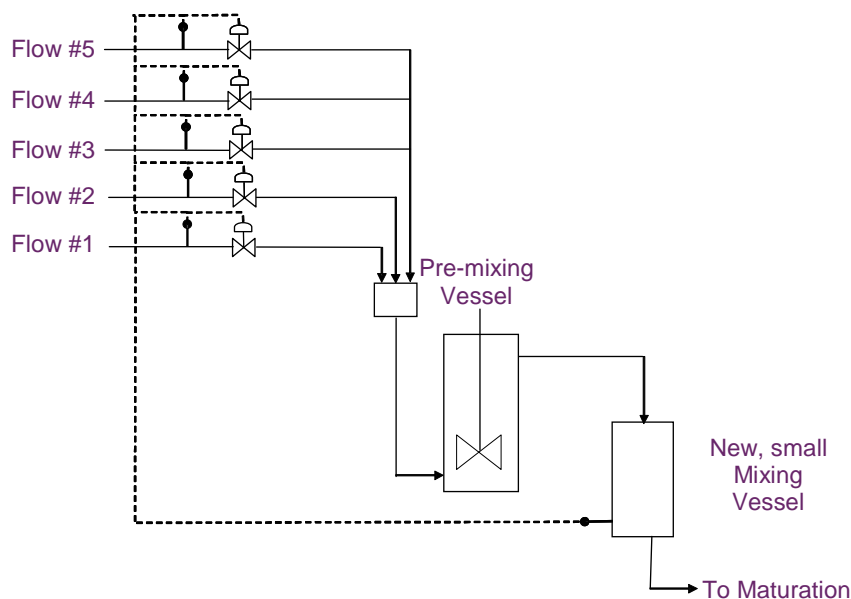 Flow #5
Flow #4
Flow #3
Flow #2
Flow #1
Pre-mixing
Vessel
New, small
Mixing
Vessel
To Maturation